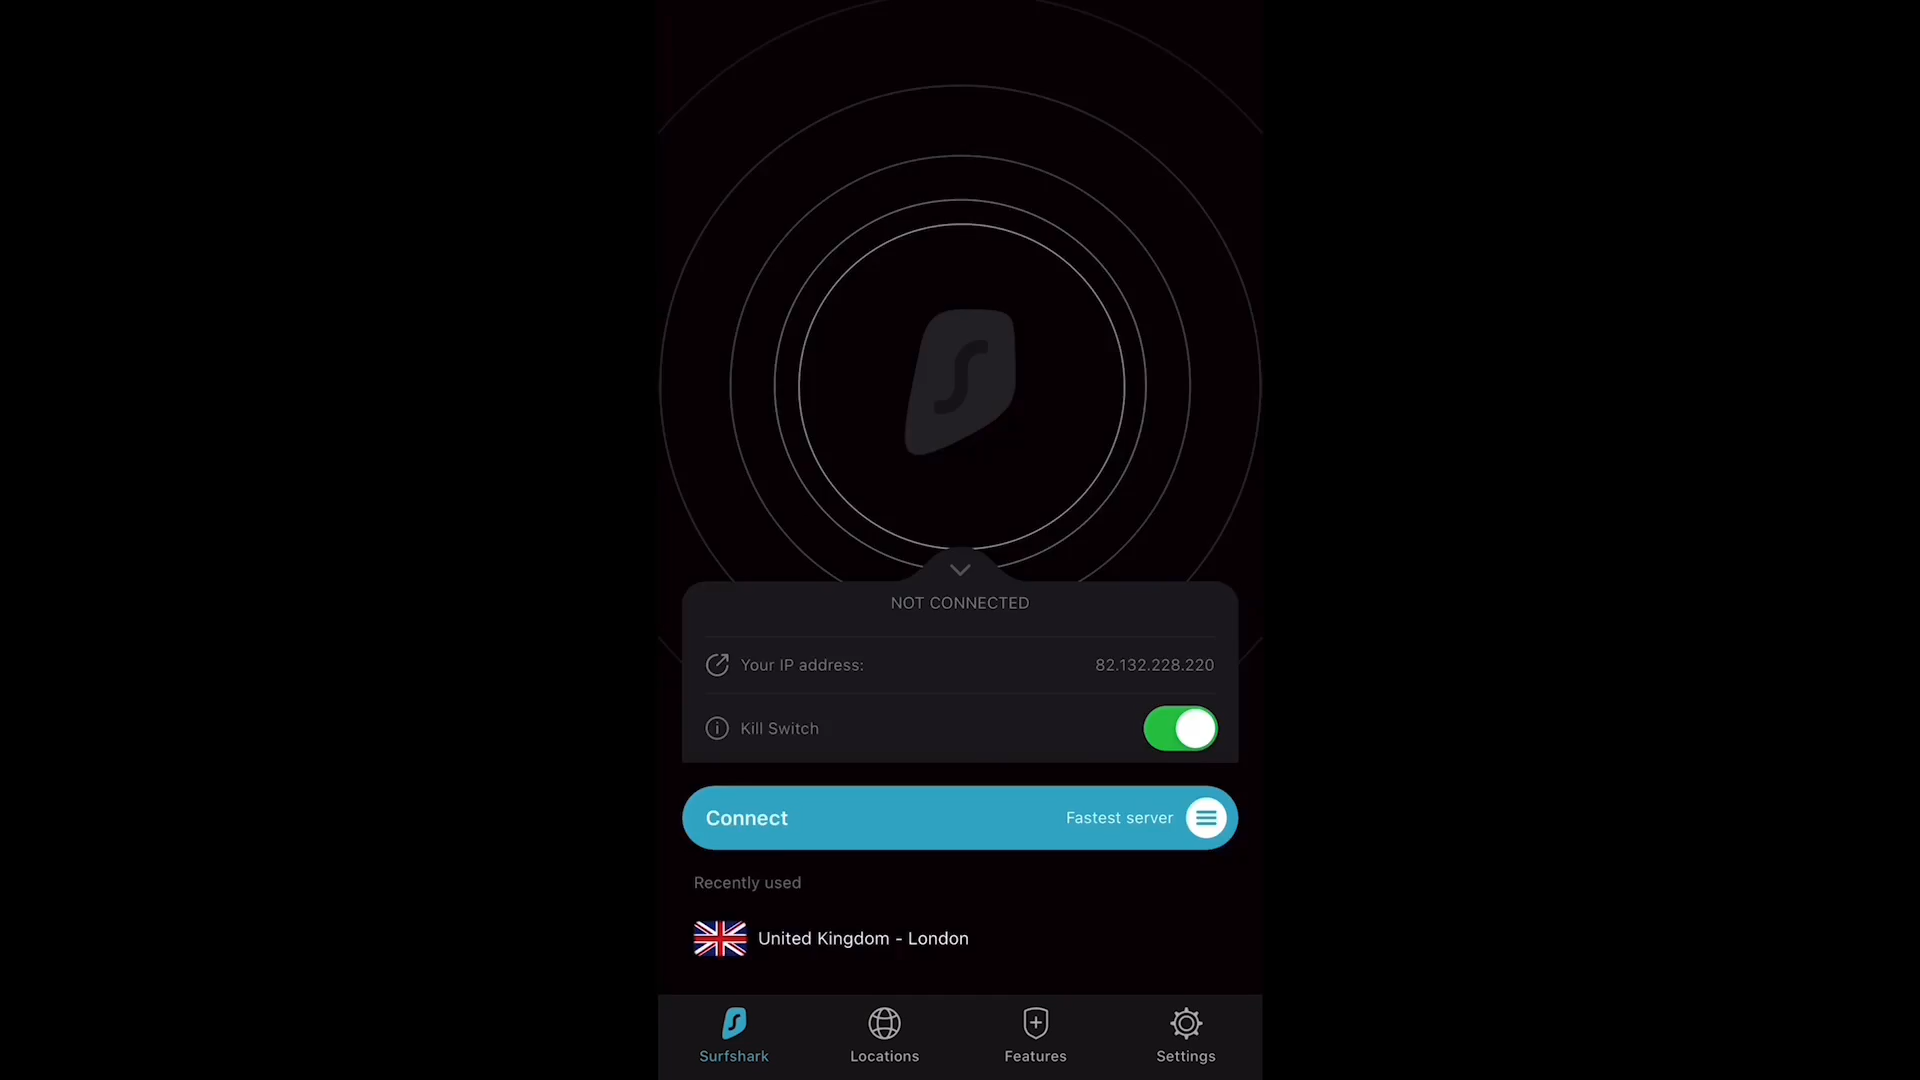 NOT CONNECTED
Your IP address: 82.132.228.220
Kill Switch
Connect Fastest server
Recently used
United Kingdom - London
Surfshark Locations Features Settings